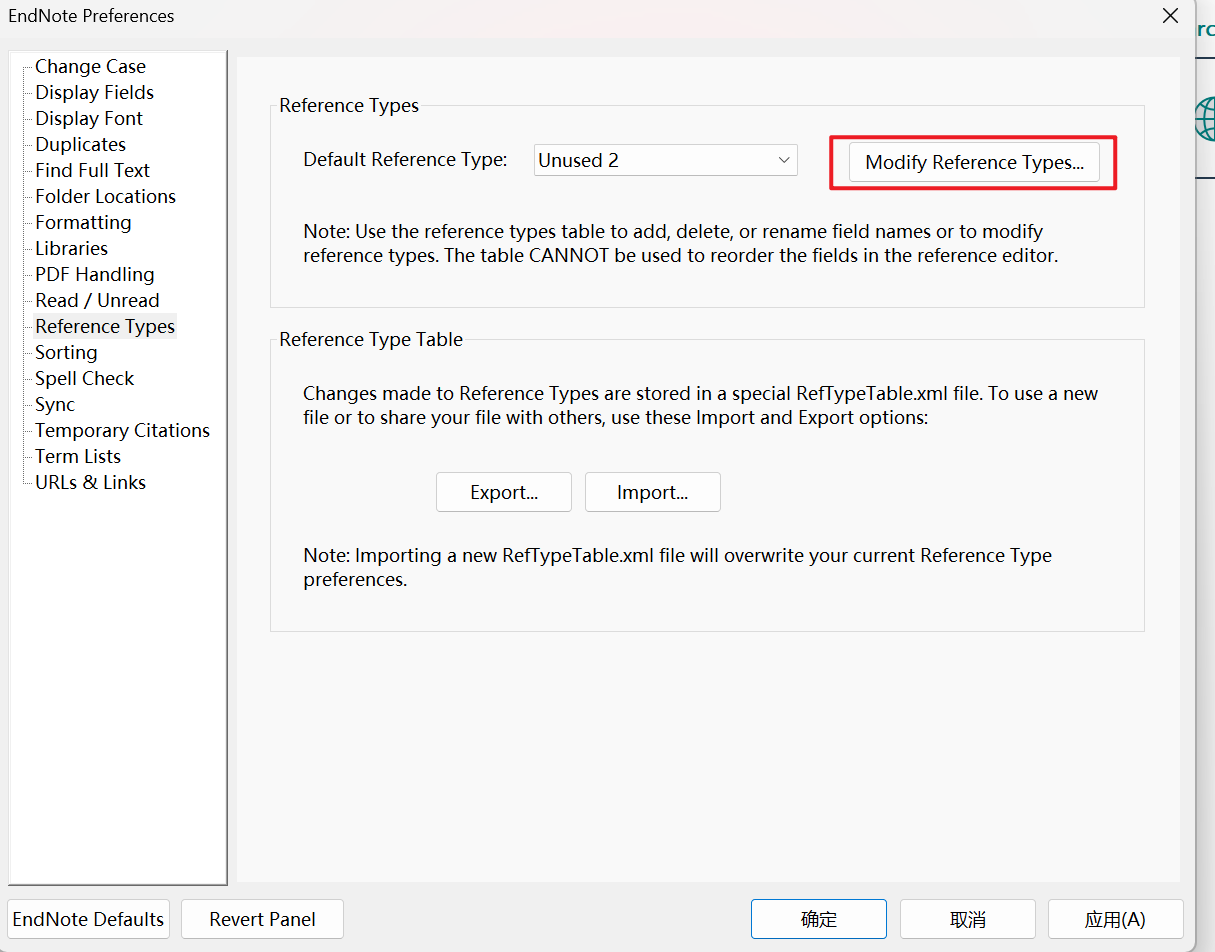 EndNote Preferences
Change Case
Display Fields
Display Font
Duplicates
Find Full Text
Folder Locations
Formatting
Libraries
PDF Handling
Read / Unread
Reference Types
Sorting
Spell Check
Sync
Temporary Citations
Term Lists
URLs & Links
Reference Types
Default Reference Type: Unused 2 Modify Reference Types...
Note: Use the reference types table to add, delete, or rename field names or to modify
reference types. The table CANNOT be used to reorder the fields in the reference editor.
Reference Type Table
Changes made to Reference Types are stored in a special RefTypeTable.xml file. To use a new
file or to share your file with others, use these Import and Export options:
Export... Import...
Note: Importing a new RefTypeTable.xml file will overwrite your current Reference Type
preferences.
EndNote Defaults Revert Panel 确定 取消 应用(A)